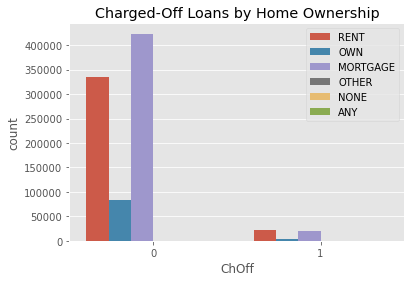 Charged-Off Loans by Home Ownership
count
400000
350000
300000
250000
200000
150000
100000
50000
0
RENT
OWN
MORTGAGE
OTHER
NONE
ANY
0
1
ChOff